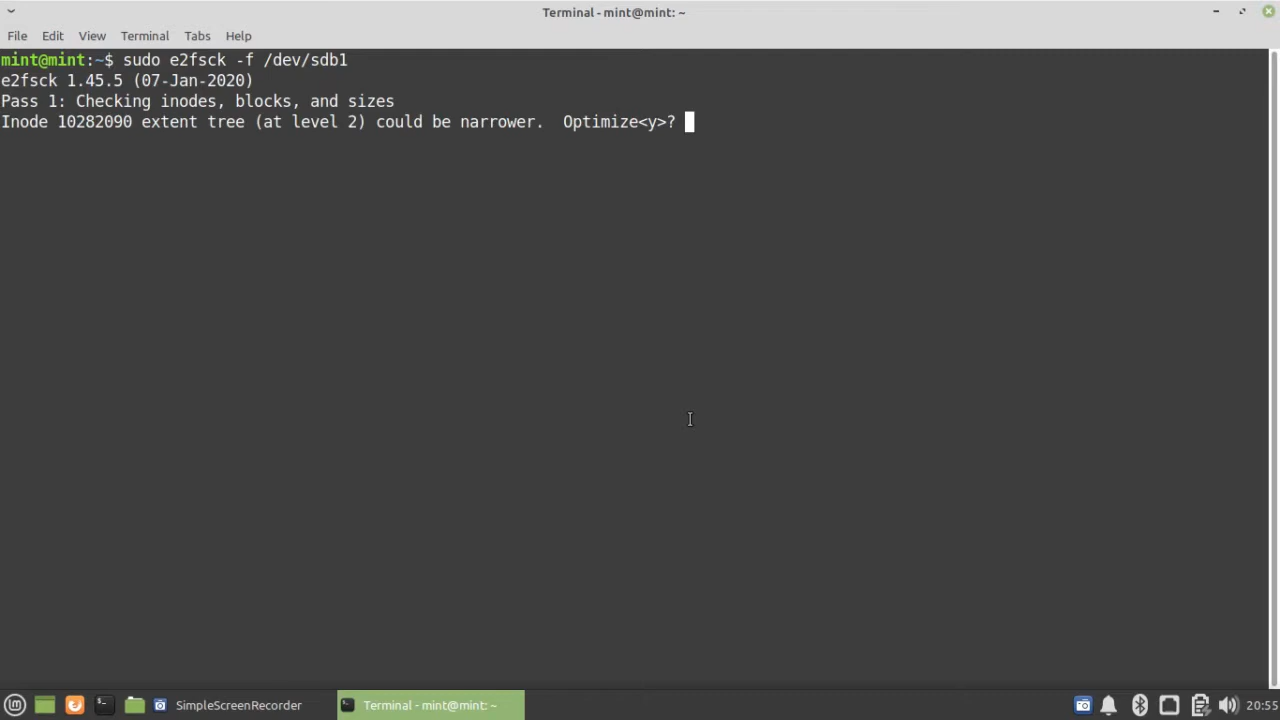 Terminal - mint@mint: ~
File Edit View Terminal Tabs Help
mint@mint:~$ sudo e2fsck -f /dev/sdb1
e2fsck 1.45.5 (07-Jan-2020)
Pass 1: Checking inodes, blocks, and sizes
Inode 10282090 extent tree (at level 2) could be narrower.  Optimize<y>?
SimpleScreenRecorder
Terminal - mint@mint: ~
20:55